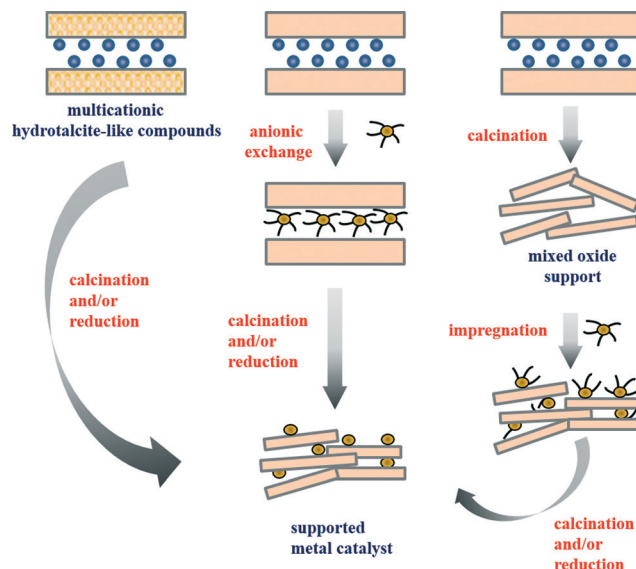 multicationic
hydrotalcite-like compounds
anionic
exchange
calcination
mixed oxide
support
calcination
and/or
reduction
calcination
and/or
reduction
impregnation
supported
metal catalyst
calcination
and/or
reduction